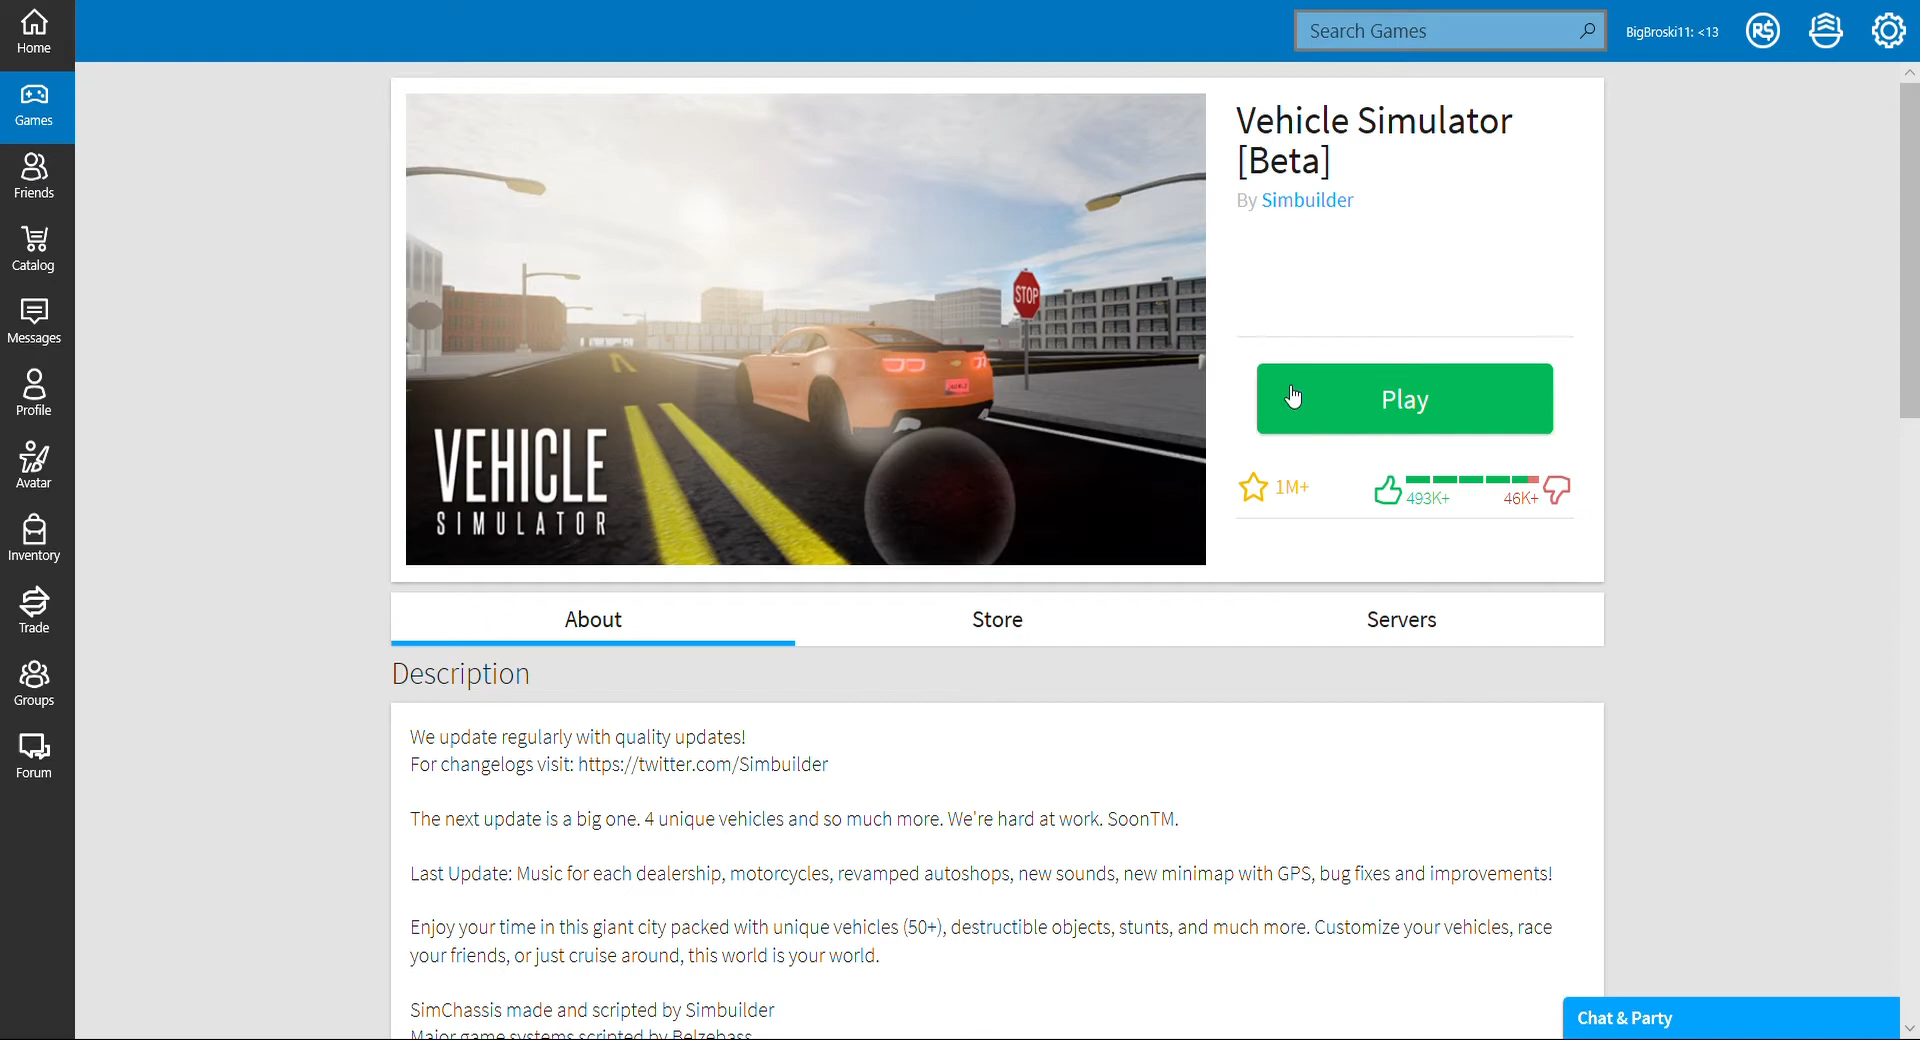 Home
Games
Friends
Catalog
Messages
Profile
Avatar
Inventory
Trade
Groups
Forum
Search Games
BigBroski11: <13
R$
STOP
VEHICLE
SIMULATOR
Vehicle Simulator
[Beta]
By Simbuilder
Play
1M+
493K+
46K+
About
Store
Servers
Description
We update regularly with quality updates!
For changelogs visit: https://twitter.com/Simbuilder
The next update is a big one. 4 unique vehicles and so much more. We're hard at work. SoonTM.
Last Update: Music for each dealership, motorcycles, revamped autoshops, new sounds, new minimap with GPS, bug fixes and improvements!
Enjoy your time in this giant city packed with unique vehicles (50+), destructible objects, stunts, and much more. Customize your vehicles, race
your friends, or just cruise around, this world is your world.
SimChassis made and scripted by Simbuilder
Major game systems scripted by Belzebass
Chat & Party